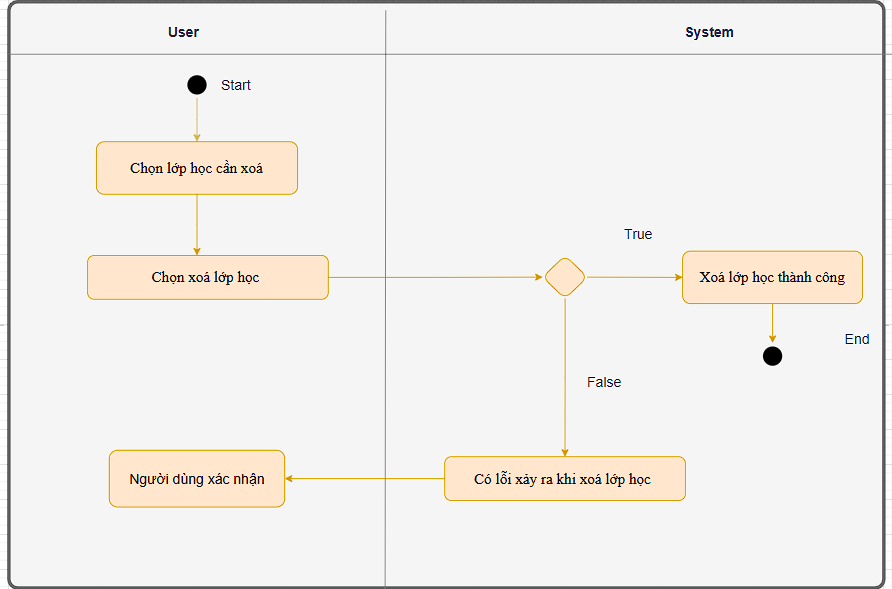 User
System
Start
Chọn lớp học cần xoá
True
Chọn xoá lớp học
Xoá lớp học thành công
End
False
Người dùng xác nhận
Có lỗi xảy ra khi xoá lớp học